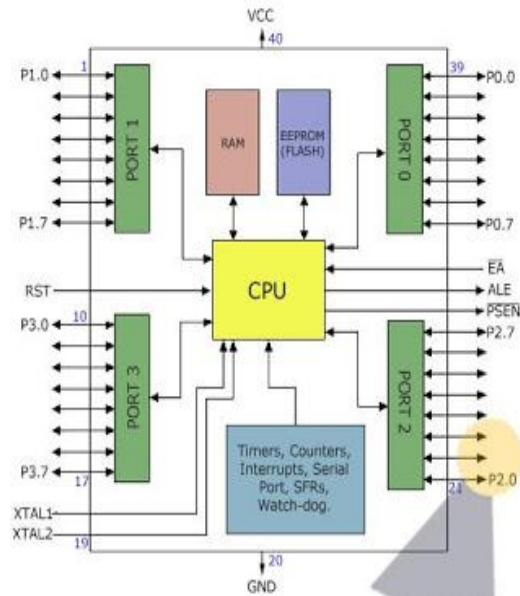 VCC
40
1
39
P1.0
P0.0
PORT 1
RAM
EEPROM
(FLASH)
PORT 0
P1.7
P0.7
EA
RST
CPU
ALE
PSEN
P3.0
10
P2.7
PORT 3
PORT 2
Timers, Counters,
Interrupts, Serial
Port, SFRs,
Watch-dog.
P3.7
17
P2.0
21
XTAL1
XTAL2
19
20
GND